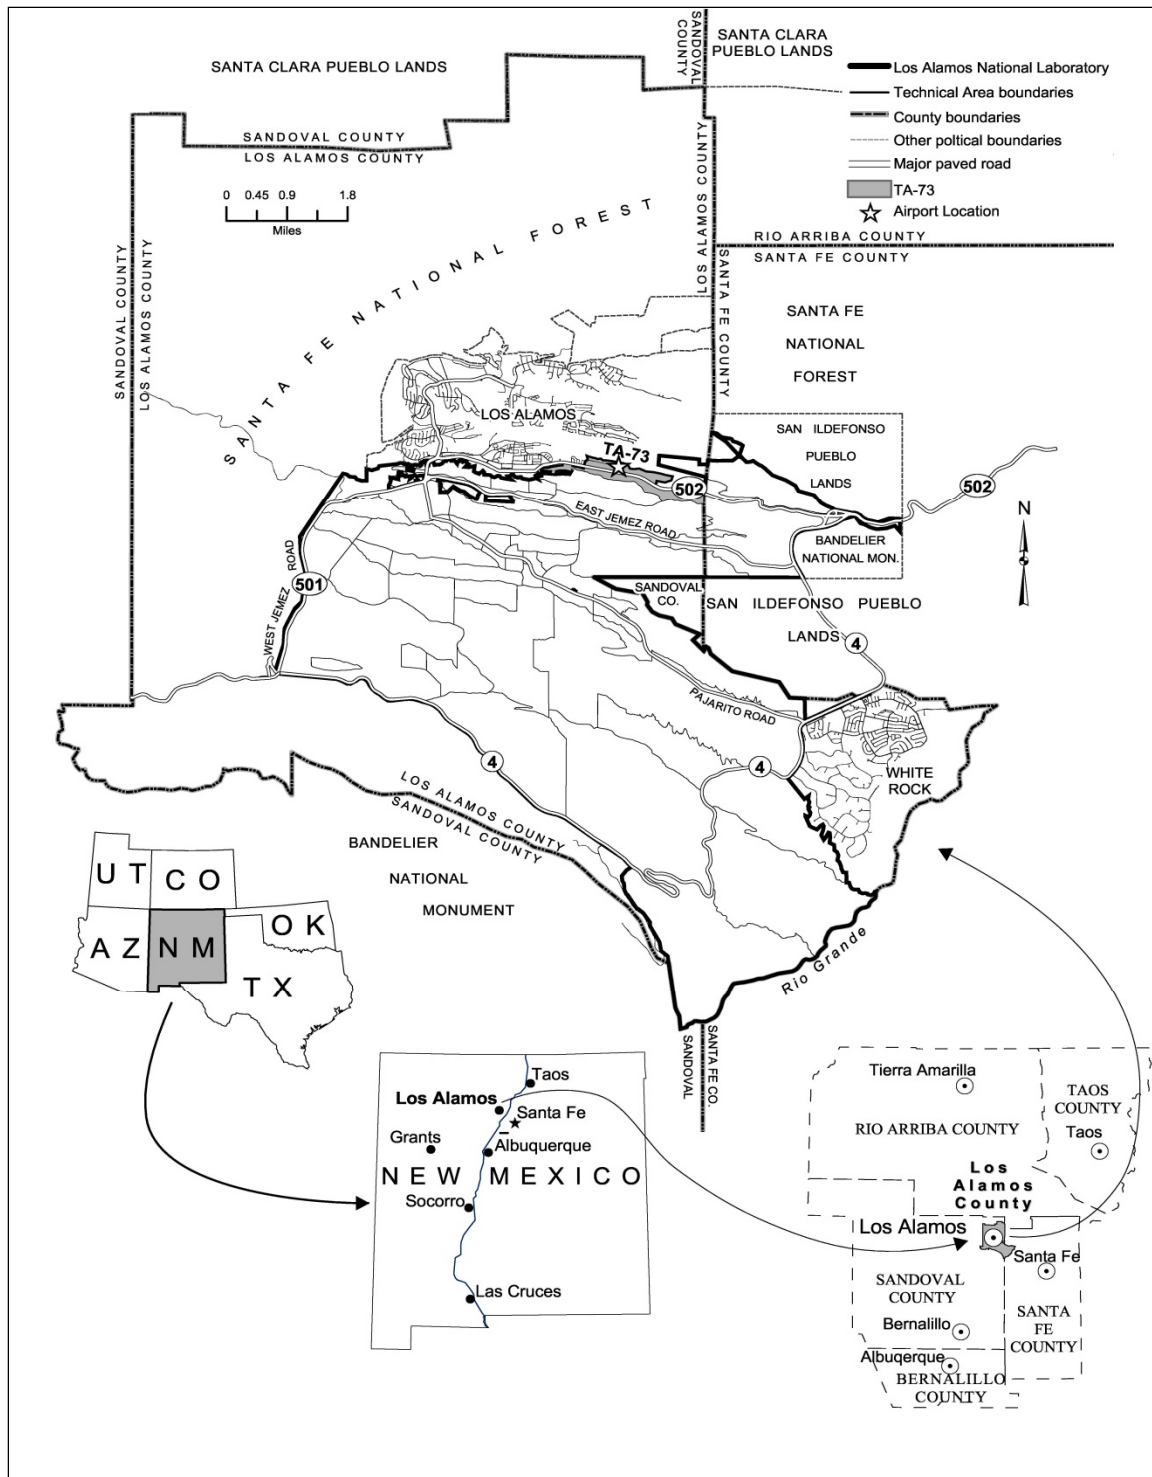 SANTA CLARA PUEBLO LANDS
SANDOVAL
COUNTY
SANTA CLARA
PUEBLO LANDS
Los Alamos National Laboratory
Technical Area boundaries
County boundaries
Other poltical boundaries
Major paved road
TA-73
Airport Location
SANDOVAL COUNTY
LOS ALAMOS COUNTY
0 0.45 0.9 1.8
Miles
SANDOVAL COUNTY
LOS ALAMOS COUNTY
LOS ALAMOS COUNTY
SANTA FE COUNTY
RIO ARRIBA COUNTY
SANTA FE COUNTY
SANTA FE NATIONAL FOREST
SANTA FE
NATIONAL
FOREST
LOS ALAMOS
TA-73
SAN ILDEFONSO
PUEBLO
LANDS
502
502
N
EAST JEMEZ ROAD
BANDELIER
NATIONAL MON.
WEST JEMEZ ROAD
501
SANDOVAL
CO.
SAN ILDEFONSO PUEBLO
LANDS
4
PAJARITO ROAD
4
4
WHITE
ROCK
LOS ALAMOS COUNTY
SANDOVAL COUNTY
BANDELIER
NATIONAL
MONUMENT
Rio Grande
SANDOVAL
SANTA FE CO.
UT
CO
AZ
NM
OK
TX
Taos
Los Alamos
Santa Fe
Grants
Albuquerque
NEW MEXICO
Socorro
Las Cruces
Tierra Amarilla
TAOS
COUNTY
RIO ARRIBA COUNTY
Taos
Los
Alamos
County
Los Alamos
Santa Fe
SANDOVAL
COUNTY
SANTA
FE
COUNTY
Bernalillo
Albuqerque
BERNALILLO
COUNTY